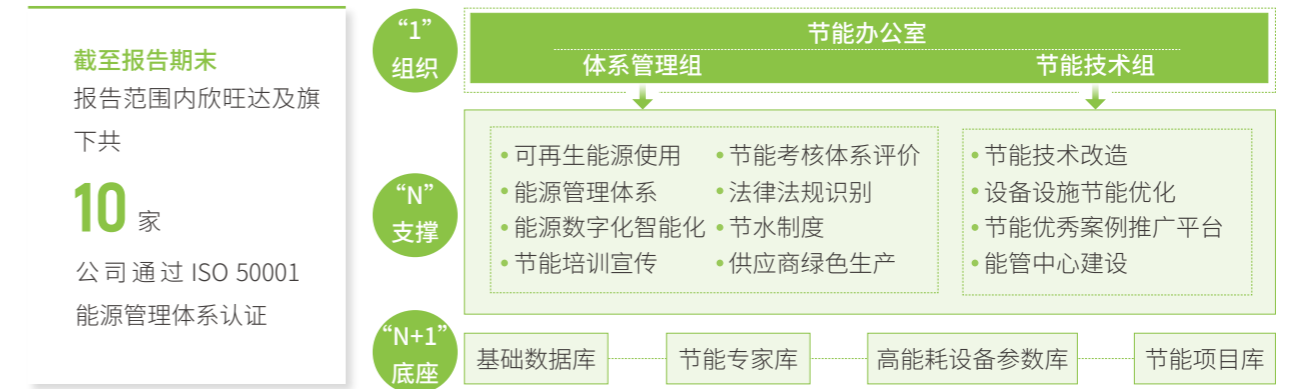 截至报告期末
报告范围内欣旺达及旗
下共
10 家
公司通过 ISO 50001
能源管理体系认证
“1”
组织
节能办公室
体系管理组
节能技术组
“N”
支撑
•可再生能源使用
•能源管理体系
•能源数字化智能化
•节能培训宣传
•节能考核体系评价
•法律法规识别
•节水制度
•供应商绿色生产
•节能技术改造
•设备设施节能优化
•节能优秀案例推广平台
•能管中心建设
“N+1”
底座
基础数据库
节能专家库
高能耗设备参数库
节能项目库